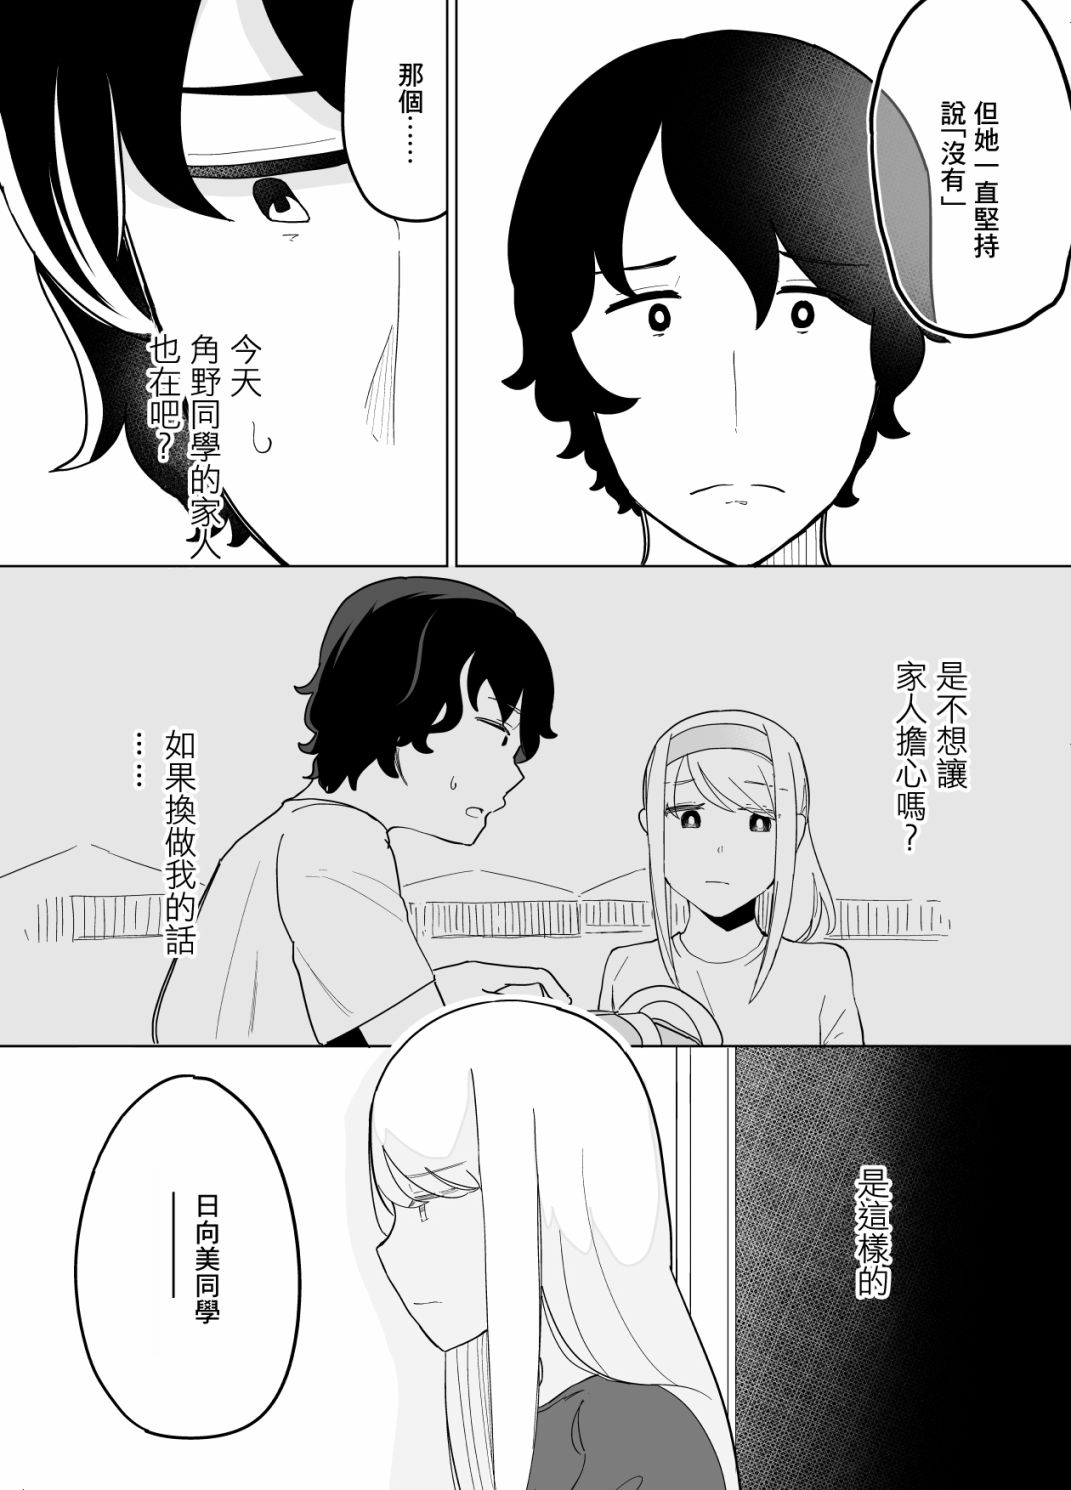 但她一直堅持
說「沒有」
那個……
今天
角野同學的家人
也在吧？
是不想讓
家人擔心嗎？
如果換做我的話
……
是這樣的
日向美同學
——